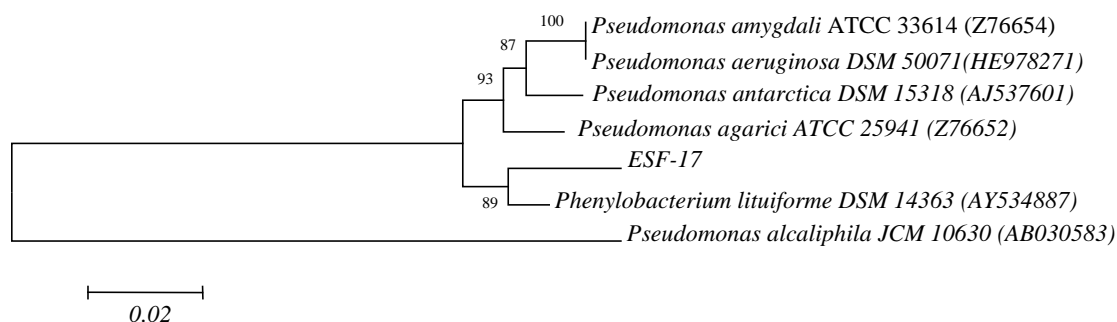 100
Pseudomonas amygdali ATCC 33614 (Z76654)
87
Pseudomonas aeruginosa DSM 50071(HE978271)
93
Pseudomonas antarctica DSM 15318 (AJ537601)
Pseudomonas agarici ATCC 25941 (Z76652)
ESF-17
89
Phenylobacterium lituiforme DSM 14363 (AY534887)
Pseudomonas alcaliphila JCM 10630 (AB030583)
0.02